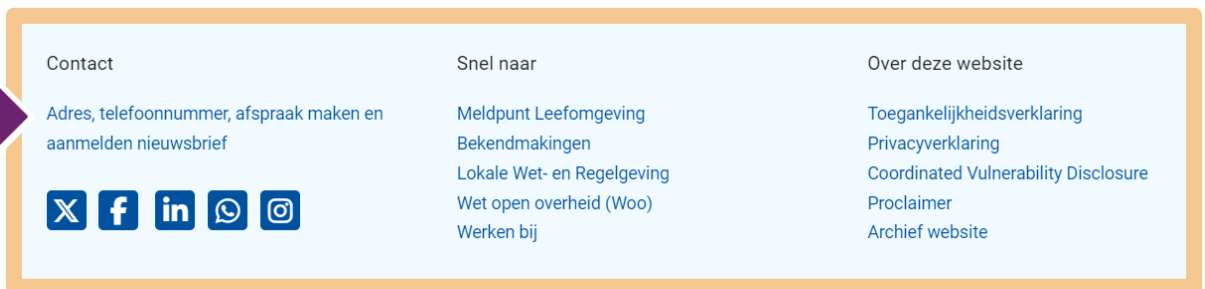 Contact
Adres, telefoonnummer, afspraak maken en
aanmelden nieuwsbrief
Snel naar
Meldpunt Leefomgeving
Bekendmakingen
Lokale Wet- en Regelgeving
Wet open overheid (Woo)
Werken bij
Over deze website
Toegankelijkheidsverklaring
Privacyverklaring
Coordinated Vulnerability Disclosure
Proclaimer
Archief website